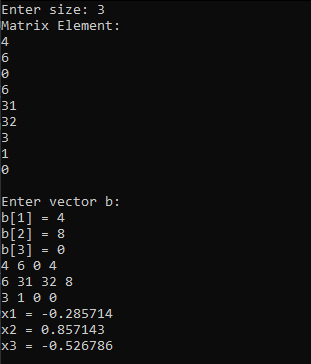 Enter size: 3
Matrix Element:
4
6
0
6
31
32
3
1
0
Enter vector b:
b[1] = 4
b[2] = 8
b[3] = 0
4 6 0 4
6 31 32 8
3 1 0 0
x1 = -0.285714
x2 = 0.857143
x3 = -0.526786